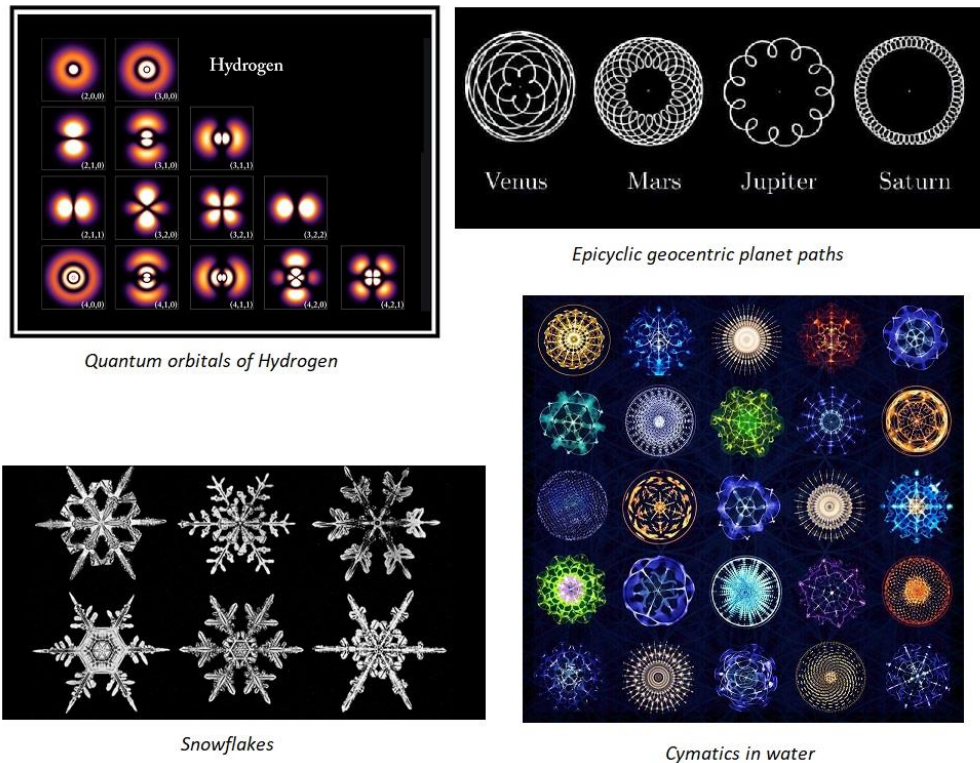 Hydrogen
(2,0,0) (3,0,0)
(2,1,0) (3,1,0) (3,1,1)
(2,1,1) (3,2,0) (3,2,1) (3,2,2)
(4,0,0) (4,1,0) (4,1,1) (4,2,0) (4,2,1)
Quantum orbitals of Hydrogen
Venus Mars Jupiter Saturn
Epicyclic geocentric planet paths
Snowflakes
Cymatics in water